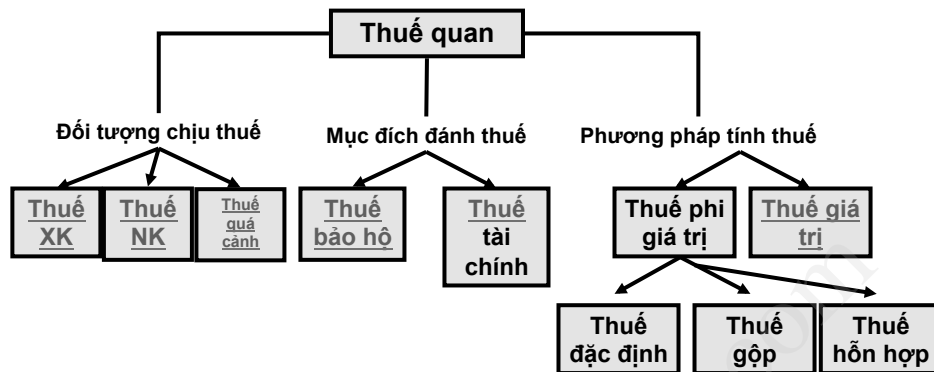 Thuế quan
Đối tượng chịu thuế
Mục đích đánh thuế
Phương pháp tính thuế
Thuế
XK
Thuế
NK
Thuế
quá
cảnh
Thuế
bảo hộ
Thuế
tài
chính
Thuế phi
giá trị
Thuế giá
trị
Thuế
đặc định
Thuế
gộp
Thuế
hỗn hợp
com